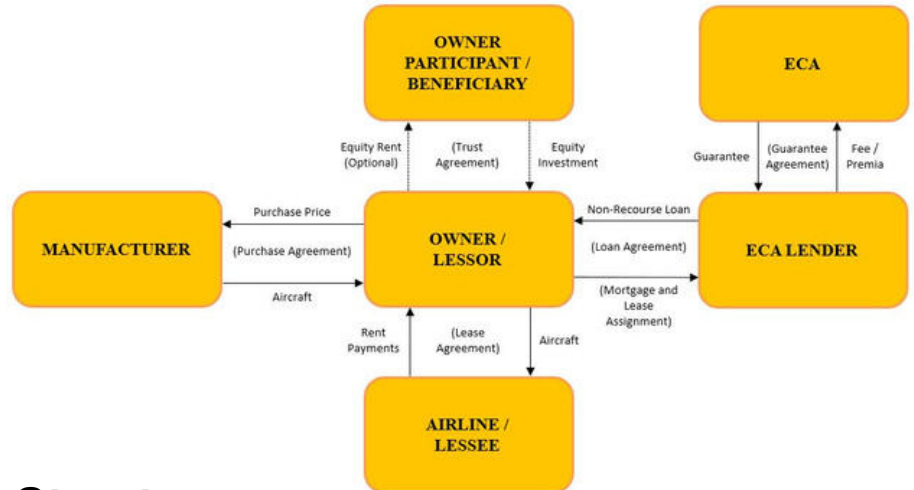 OWNER
PARTICIPANT /
BENEFICIARY
ECA
Equity Rent
(Optional)
(Trust
Agreement)
Equity
Investment
Guarantee
(Guarantee
Agreement)
Fee /
Premia
MANUFACTURER
Purchase Price
(Purchase Agreement)
Aircraft
OWNER /
LESSOR
Non-Recourse Loan
(Loan Agreement)
(Mortgage and
Lease
Assignment)
ECA LENDER
Rent
Payments
(Lease
Agreement)
Aircraft
AIRLINE /
LESSEE